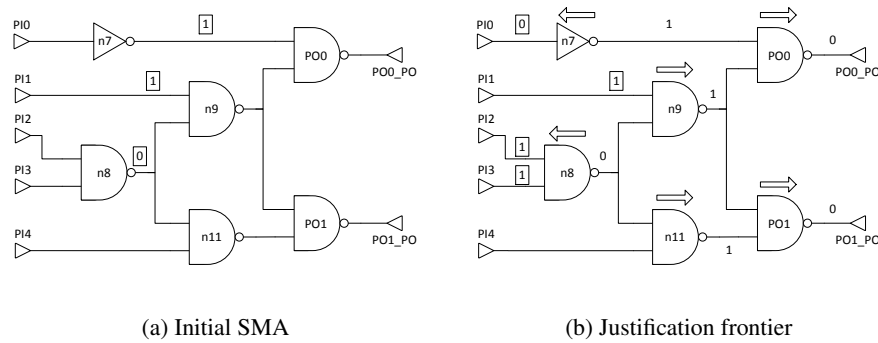 PI0
0
n7
1
PO0
PO0_PO
PI1
1
n9
PI2
0
n8
PI3
PI4
n11
PO1
PO1_PO
(a) Initial SMA
PI0
0
n7
1
PO0
0
PO0_PO
PI1
1
n9
1
PI2
1
0
n8
PI3
1
PI4
n11
1
PO1
0
PO1_PO
(b) Justification frontier